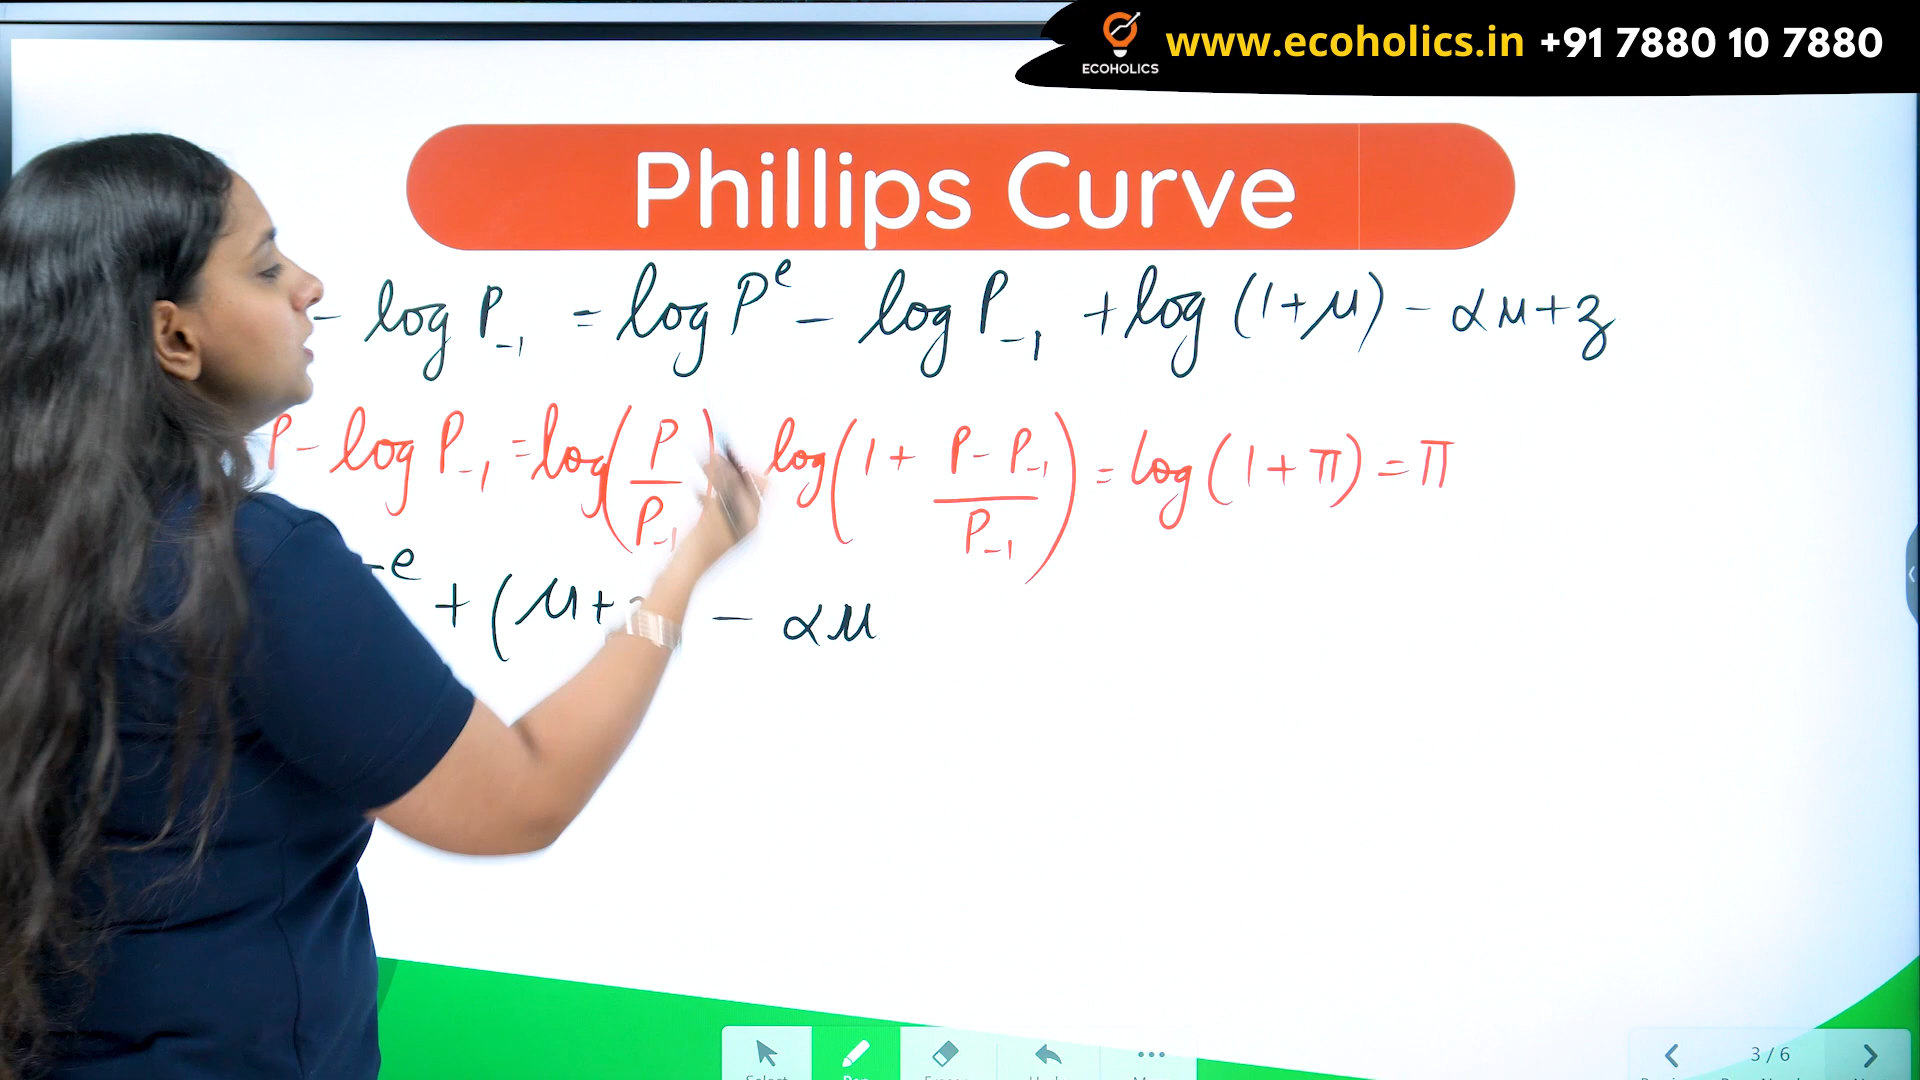 www.ecoholics.in +91 7880 10 7880
ECOHOLICS
Phillips Curve
- log P₋₁ = log Pᵉ - log P₋₁ + log (1+μ) - αu + z
P - log P₋₁ = log(P/P₋₁) log(1 + (P - P₋₁)/P₋₁) = log(1 + π) = π
e + (μ + - αu
3 / 6